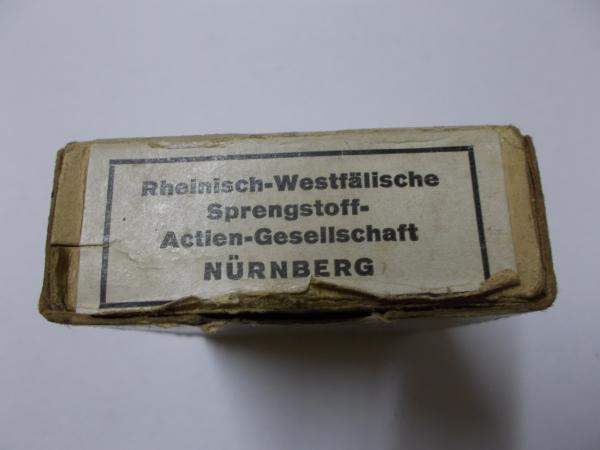 Rheinisch-Westfälische
Sprengstoff-
Actien-Gesellschaft
NÜRNBERG